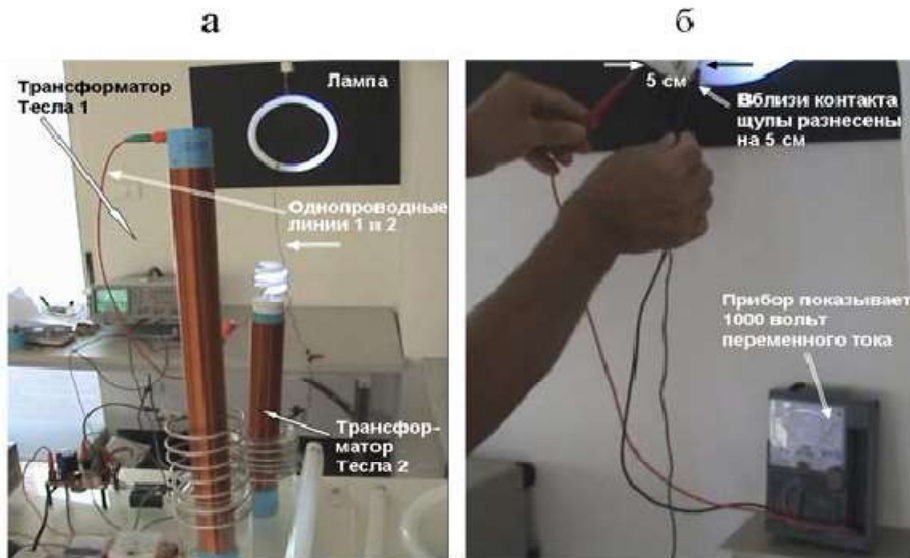 а
б
Трансформатор
Тесла 1
Лампа
Однопроводные
линии 1 и 2
Трансфор-
матор
Тесла 2
5 см
Вблизи контакта
щупы разнесены
на 5 см
Прибор показывает
1000 вольт
переменного тока